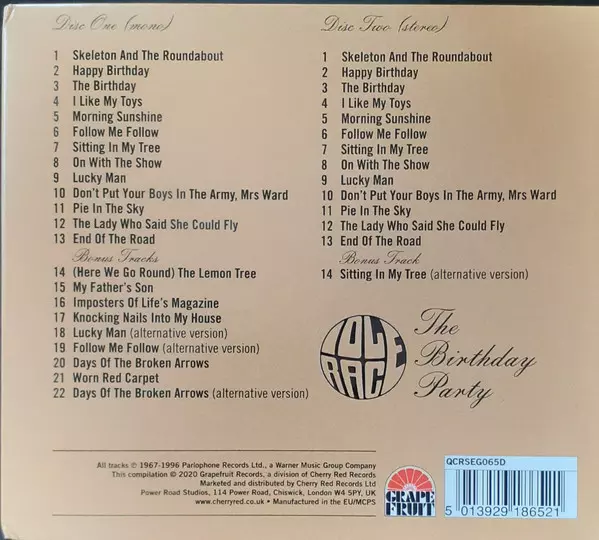 Disc One (mono)
1 Skeleton And The Roundabout
2 Happy Birthday
3 The Birthday
4 I Like My Toys
5 Morning Sunshine
6 Follow Me Follow
7 Sitting In My Tree
8 On With The Show
9 Lucky Man
10 Don't Put Your Boys In The Army, Mrs Ward
11 Pie In The Sky
12 The Lady Who Said She Could Fly
13 End Of The Road
Bonus Tracks
14 (Here We Go Round) The Lemon Tree
15 My Father's Son
16 Imposters Of Life's Magazine
17 Knocking Nails Into My House
18 Lucky Man (alternative version)
19 Follow Me Follow (alternative version)
20 Days Of The Broken Arrows
21 Worn Red Carpet
22 Days Of The Broken Arrows (alternative version)
Disc Two (stereo)
1 Skeleton And The Roundabout
2 Happy Birthday
3 The Birthday
4 I Like My Toys
5 Morning Sunshine
6 Follow Me Follow
7 Sitting In My Tree
8 On With The Show
9 Lucky Man
10 Don't Put Your Boys In The Army, Mrs Ward
11 Pie In The Sky
12 The Lady Who Said She Could Fly
13 End Of The Road
Bonus Track
14 Sitting In My Tree (alternative version)
IDLE
RACE
The
Birthday
Party
All tracks ℗ 1967-1996 Parlophone Records Ltd., a Warner Music Group Company
This compilation © 2020 Grapefruit Records, a division of Cherry Red Records
Marketed and distributed by Cherry Red Records Ltd
Power Road Studios, 114 Power Road, Chiswick, London W4 5PY, UK
www.cherryred.co.uk • Manufactured in the EU/MCPS
GRAPE
FRUIT
QCRSEG065D
5 013929 186521